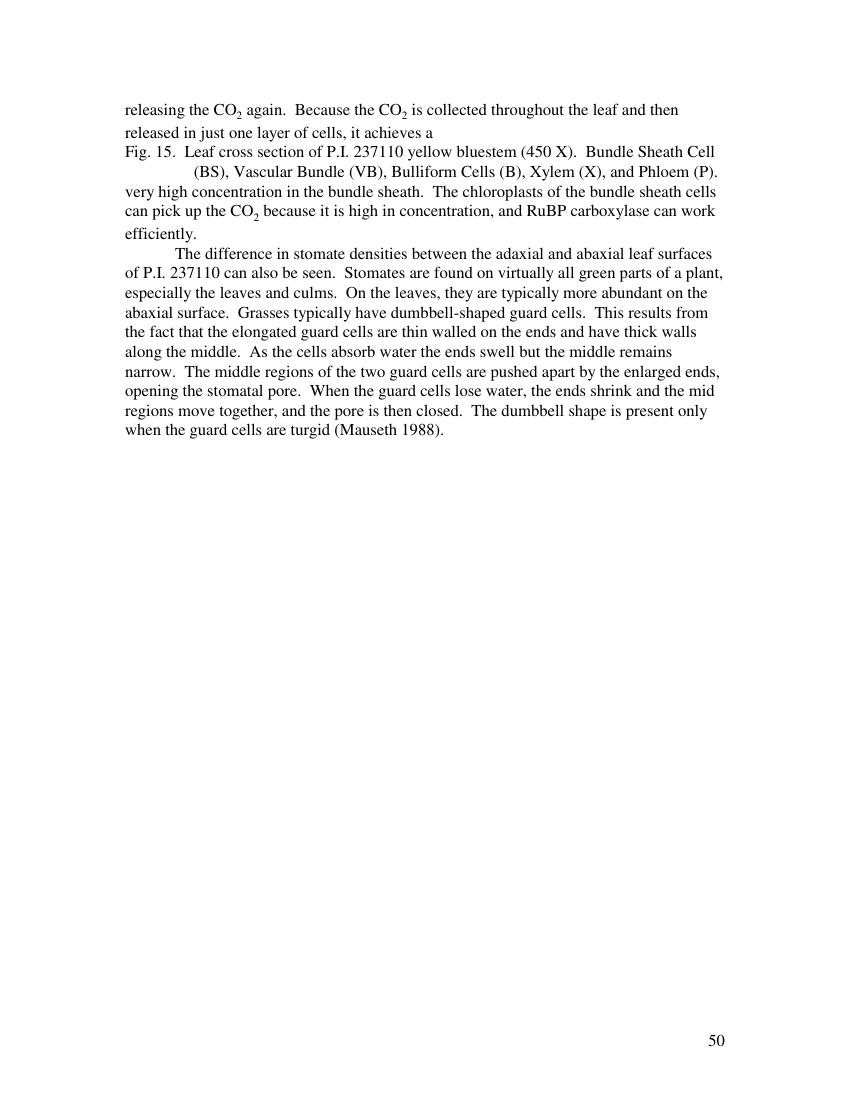 releasing the CO2 again.  Because the CO2 is collected throughout the leaf and then
released in just one layer of cells, it achieves a
Fig. 15.  Leaf cross section of P.I. 237110 yellow bluestem (450 X).  Bundle Sheath Cell
(BS), Vascular Bundle (VB), Bulliform Cells (B), Xylem (X), and Phloem (P).
very high concentration in the bundle sheath.  The chloroplasts of the bundle sheath cells
can pick up the CO2 because it is high in concentration, and RuBP carboxylase can work
efficiently.
The difference in stomate densities between the adaxial and abaxial leaf surfaces
of P.I. 237110 can also be seen.  Stomates are found on virtually all green parts of a plant,
especially the leaves and culms.  On the leaves, they are typically more abundant on the
abaxial surface.  Grasses typically have dumbbell-shaped guard cells.  This results from
the fact that the elongated guard cells are thin walled on the ends and have thick walls
along the middle.  As the cells absorb water the ends swell but the middle remains
narrow.  The middle regions of the two guard cells are pushed apart by the enlarged ends,
opening the stomatal pore.  When the guard cells lose water, the ends shrink and the mid
regions move together, and the pore is then closed.  The dumbbell shape is present only
when the guard cells are turgid (Mauseth 1988).
50